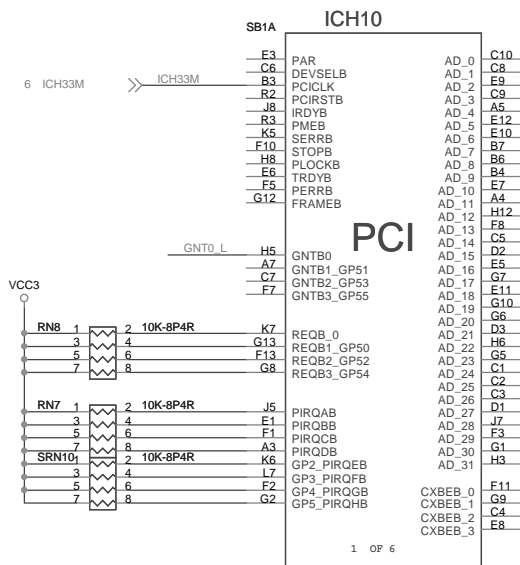 ICH10
SB1A
E3 PAR AD_0 C10
C6 DEVSELB AD_1 C8
6 ICH33M ICH33M B3 PCICLK AD_2 E9
R2 PCIRSTB AD_3 C9
J8 IRDYB AD_4 A5
R3 PMEB AD_5 E12
K5 SERRB AD_6 E10
F10 STOPB AD_7 B7
H8 PLOCKB AD_8 B6
E6 TRDYB AD_9 B4
F5 PERRB AD_10 E7
G12 FRAMEB AD_11 A4
AD_12 H12
AD_13 F8
PCI
AD_14 C5
GNT0_L H5 GNTB0 AD_15 D2
A7 GNTB1_GP51 AD_16 E5
C7 GNTB2_GP53 AD_17 G7
F7 GNTB3_GP55 AD_18 E11
VCC3
AD_19 G10
AD_20 G6
RN8 1 2 10K-8P4R K7 REQB_0 AD_21 D3
3 4 G13 REQB1_GP50 AD_22 H6
5 6 F13 REQB2_GP52 AD_23 G5
7 8 G8 REQB3_GP54 AD_24 C1
AD_25 C2
AD_26 C3
RN7 1 2 10K-8P4R J5 PIRQAB AD_27 D1
3 4 E1 PIRQBB AD_28 J7
5 6 F1 PIRQCB AD_29 F3
7 8 A3 PIRQDB AD_30 G1
SRN10 1 2 10K-8P4R K6 GP2_PIRQEB AD_31 H3
3 4 L7 GP3_PIRQFB
5 6 F2 GP4_PIRQGB CXBEB_0 F11
7 8 G2 GP5_PIRQHB CXBEB_1 G9
CXBEB_2 C4
CXBEB_3 E8
1 OF 6